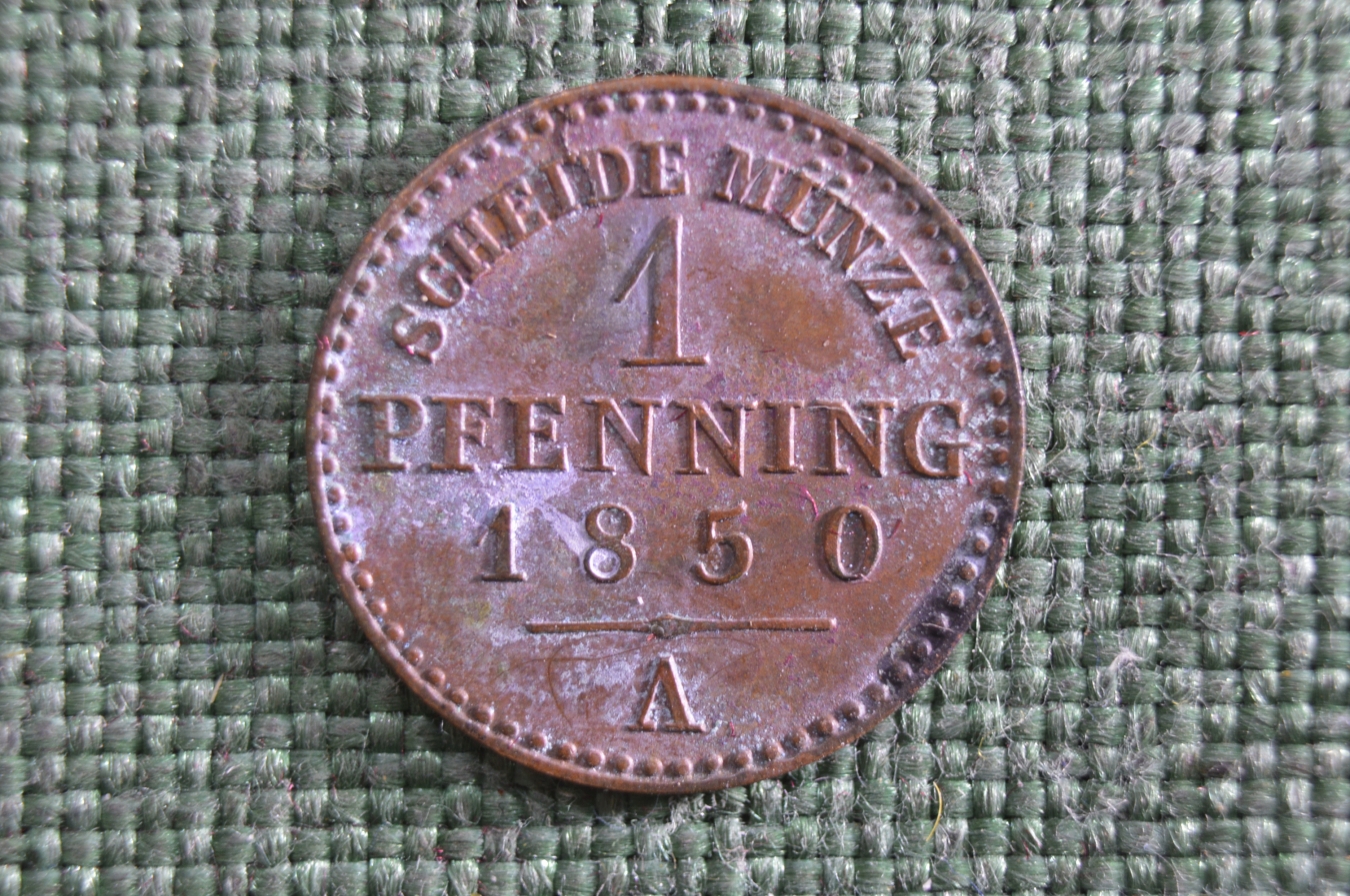 SCHEIDE MÜNZE
1
PFENNING
1850
A